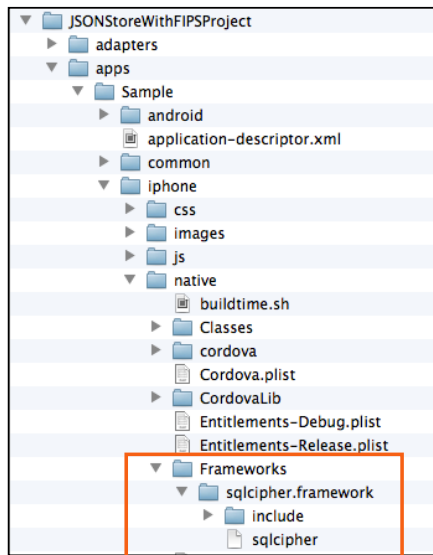 JSONStoreWithFIPSProject
adapters
apps
Sample
android
application-descriptor.xml
common
iphone
css
images
js
native
buildtime.sh
Classes
cordova
Cordova.plist
CordovaLib
Entitlements-Debug.plist
Entitlements-Release.plist
Frameworks
sqlcipher.framework
include
sqlcipher